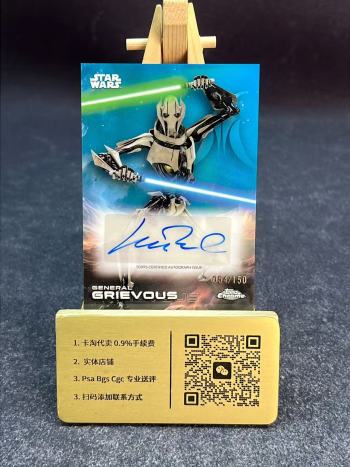 STAR
WARS
TOPPS CERTIFIED AUTOGRAPH ISSUE
GENERAL
GRIEVOUS
Topps
Chrome
054/150
1. 卡淘代卖 0.9%手续费
2. 实体店铺
3. Psa Bgs Cgc 专业送评
3. 扫码添加联系方式